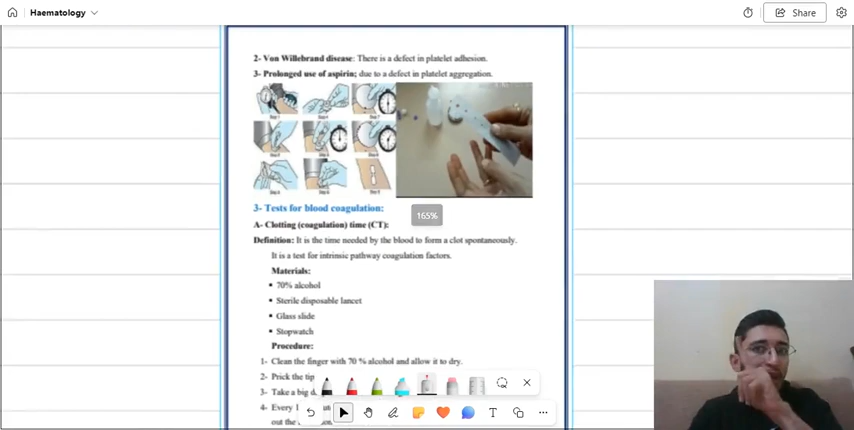 Haematology
Share
2- Von Willebrand disease: There is a defect in platelet adhesion.
3- Prolonged use of aspirin; due to a defect in platelet aggregation.
165%
3- Tests for blood coagulation:
A- Clotting (coagulation) time (CT):
Definition: It is the time needed by the blood to form a clot spontaneously.
It is a test for intrinsic pathway coagulation factors.
Materials:
▪ 70% alcohol
▪ Sterile disposable lancet
▪ Glass slide
▪ Stopwatch
Procedure:
1- Clean the finger with 70 % alcohol and allow it to dry.
2- Prick the tip
3- Take a big
4- Every
out the